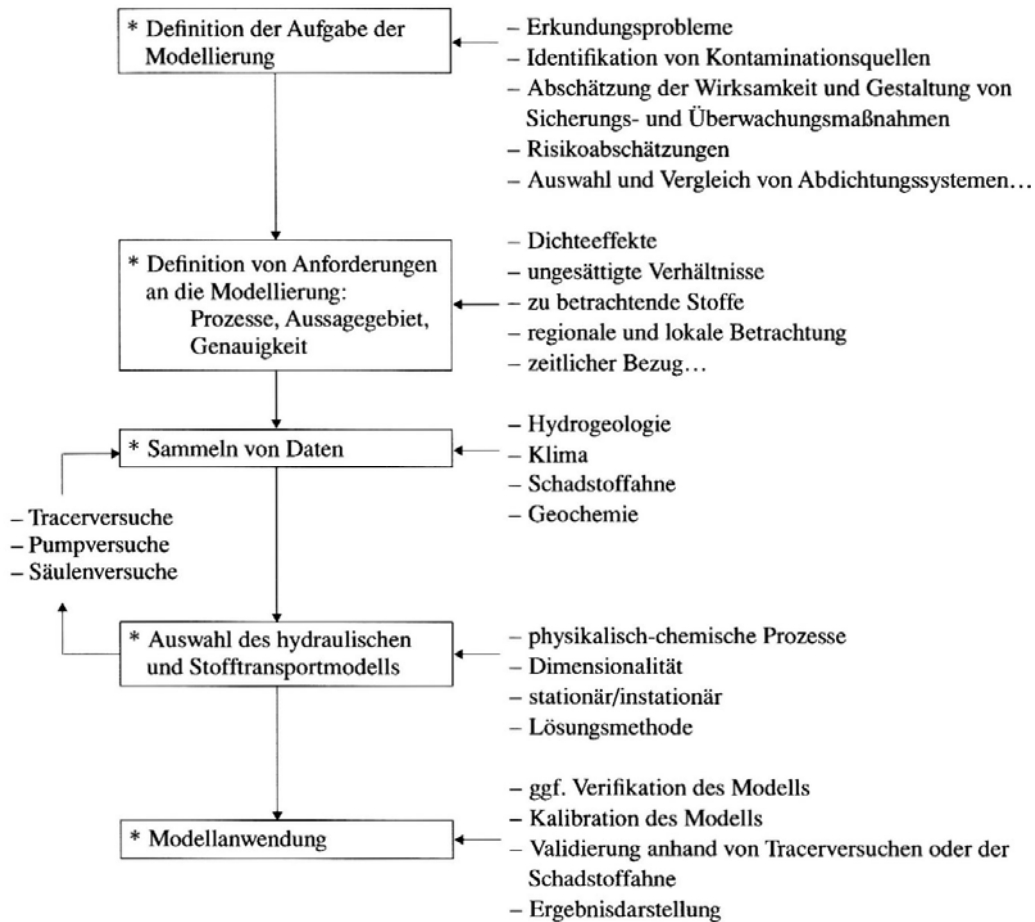 * Definition der Aufgabe der
Modellierung
– Erkundungsprobleme
– Identifikation von Kontaminationsquellen
– Abschätzung der Wirksamkeit und Gestaltung von
Sicherungs- und Überwachungsmaßnahmen
– Risikoabschätzungen
– Auswahl und Vergleich von Abdichtungssystemen…
* Definition von Anforderungen
an die Modellierung:
Prozesse, Aussagegebiet,
Genauigkeit
– Dichteeffekte
– ungesättigte Verhältnisse
– zu betrachtende Stoffe
– regionale und lokale Betrachtung
– zeitlicher Bezug…
* Sammeln von Daten
– Hydrogeologie
– Klima
– Schadstoffahne
– Geochemie
– Tracerversuche
– Pumpversuche
– Säulenversuche
* Auswahl des hydraulischen
und Stofftransportmodells
– physikalisch-chemische Prozesse
– Dimensionalität
– stationär/instationär
– Lösungsmethode
* Modellanwendung
– ggf. Verifikation des Modells
– Kalibration des Modells
– Validierung anhand von Tracerversuchen oder der
Schadstoffahne
– Ergebnisdarstellung